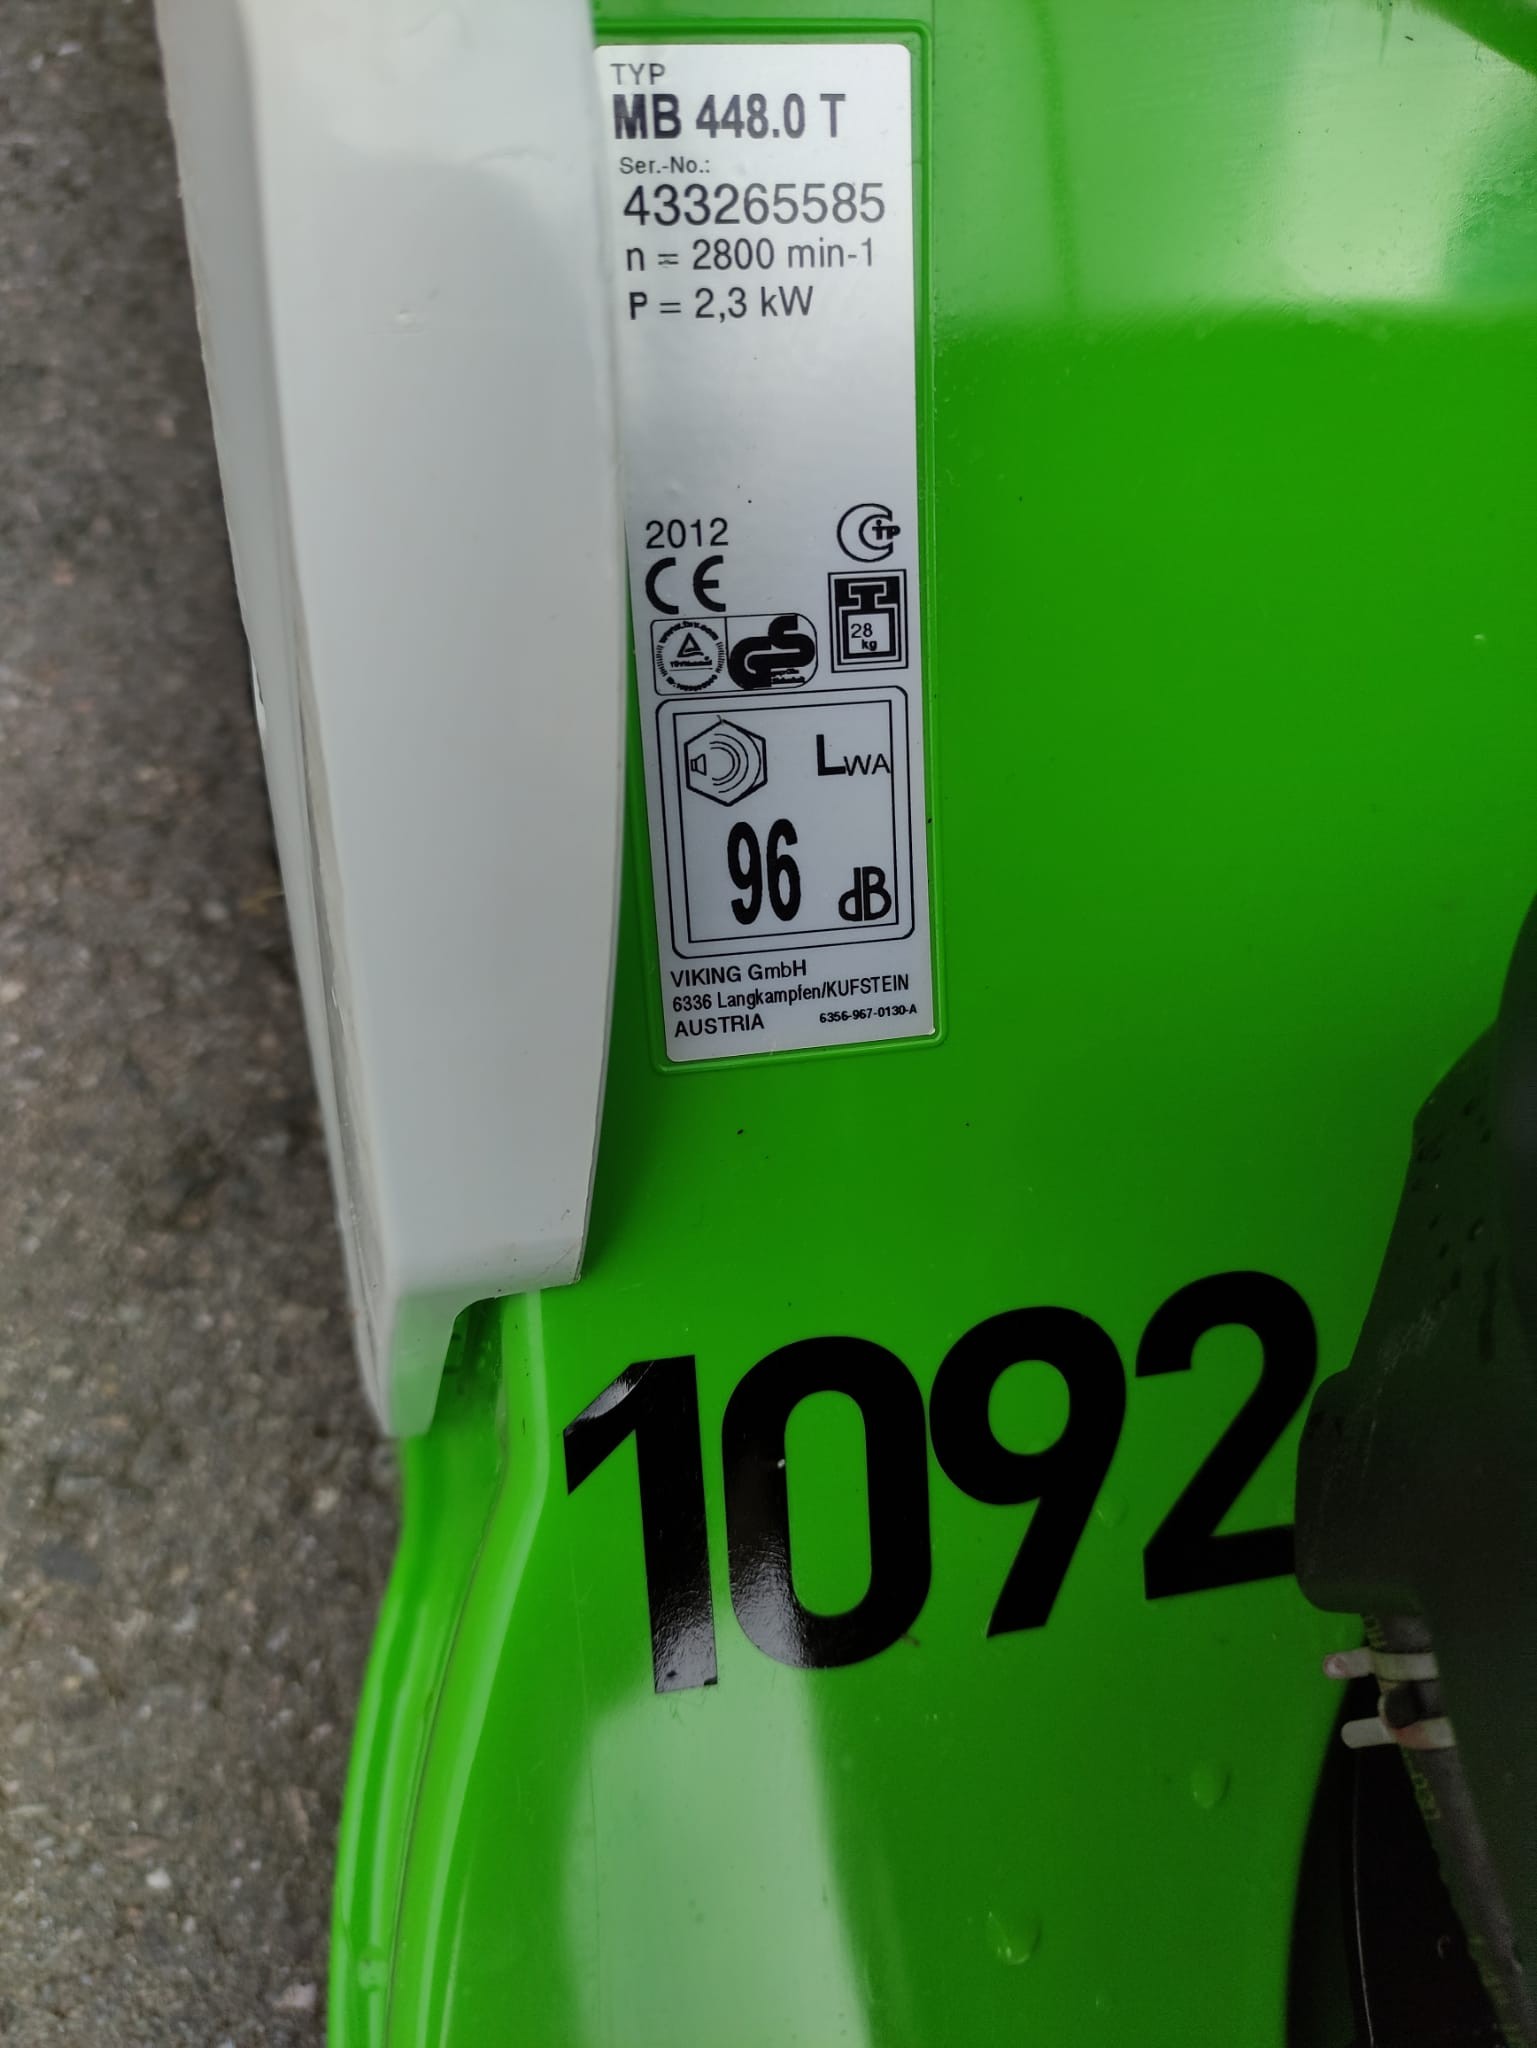 TYP
MB 448.0 T
Ser.-No.:
433265585
n = 2800 min-1
P = 2,3 kW
2012
CE
GS
28
kg
LWA
96
dB
VIKING GmbH
6336 Langkampfen/KUFSTEIN
AUSTRIA
6356-967-0130-A
1092